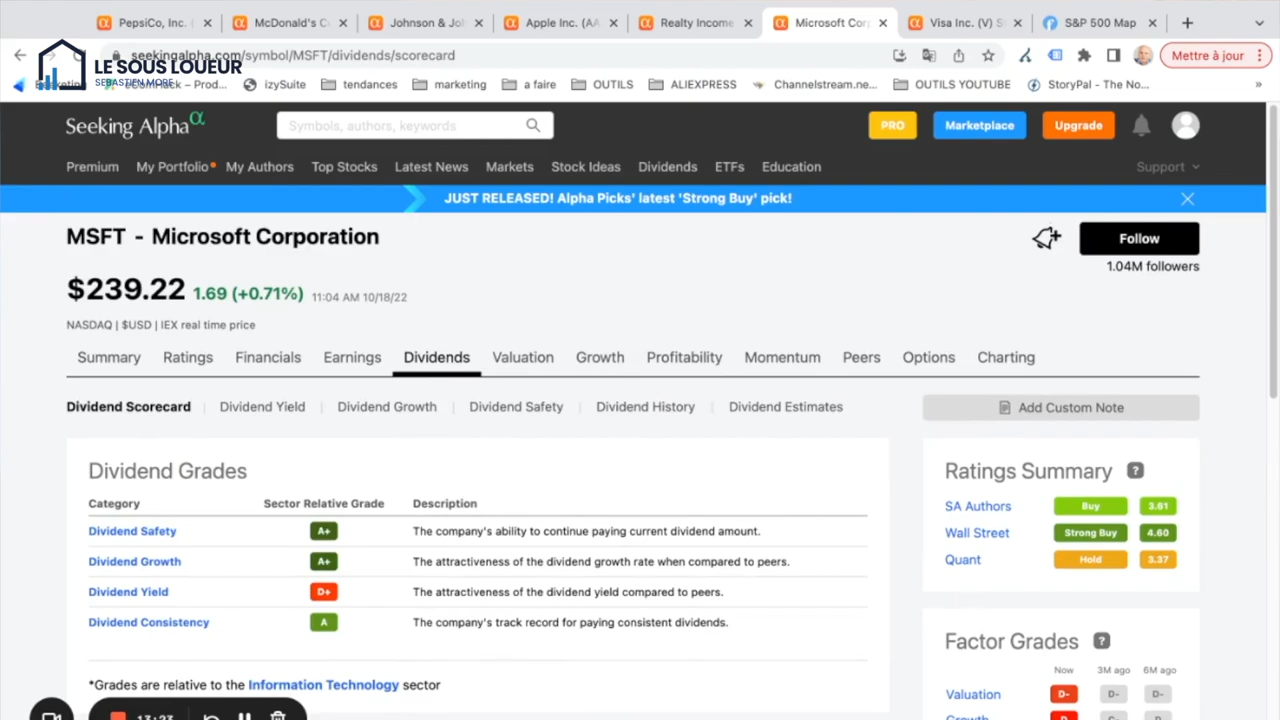 PepsiCo, Inc. (
McDonald's C
Johnson & Jo
Apple Inc. (AA
Realty Income
Microsoft Corp
Visa Inc. (V) S
S&P 500 Map
seekingalpha.com/symbol/MSFT/dividends/scorecard
Mettre à jour
LE SOUS LOUEUR
SEBASTIEN MORE
izySuite
tendances
marketing
a faire
OUTILS
ALIEXPRESS
Channelstream.ne...
OUTILS YOUTUBE
StoryPal - The No...
»
Seeking Alpha α
Symbols, authors, keywords
PRO
Marketplace
Upgrade
Premium
My Portfolio
My Authors
Top Stocks
Latest News
Markets
Stock Ideas
Dividends
ETFs
Education
Support
JUST RELEASED! Alpha Picks' latest 'Strong Buy' pick!
MSFT - Microsoft Corporation
Follow
1.04M followers
$239.22 1.69 (+0.71%) 11:04 AM 10/18/22
NASDAQ | $USD | IEX real time price
Summary
Ratings
Financials
Earnings
Dividends
Valuation
Growth
Profitability
Momentum
Peers
Options
Charting
Dividend Scorecard
Dividend Yield
Dividend Growth
Dividend Safety
Dividend History
Dividend Estimates
Add Custom Note
Dividend Grades
Category Sector Relative Grade Description
Dividend Safety A+ The company's ability to continue paying current dividend amount.
Dividend Growth A+ The attractiveness of the dividend growth rate when compared to peers.
Dividend Yield D+ The attractiveness of the dividend yield compared to peers.
Dividend Consistency A The company's track record for paying consistent dividends.
*Grades are relative to the Information Technology sector
Ratings Summary ?
SA Authors Buy 3.61
Wall Street Strong Buy 4.60
Quant Hold 3.37
Factor Grades ?
Now 3M ago 6M ago
Valuation D- D- D-
13:23